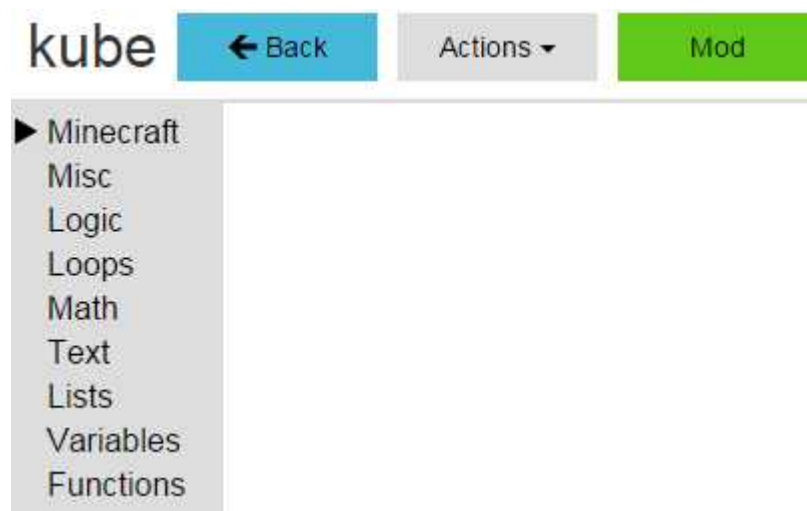 kube Back Actions Mod
Minecraft
Misc
Logic
Loops
Math
Text
Lists
Variables
Functions